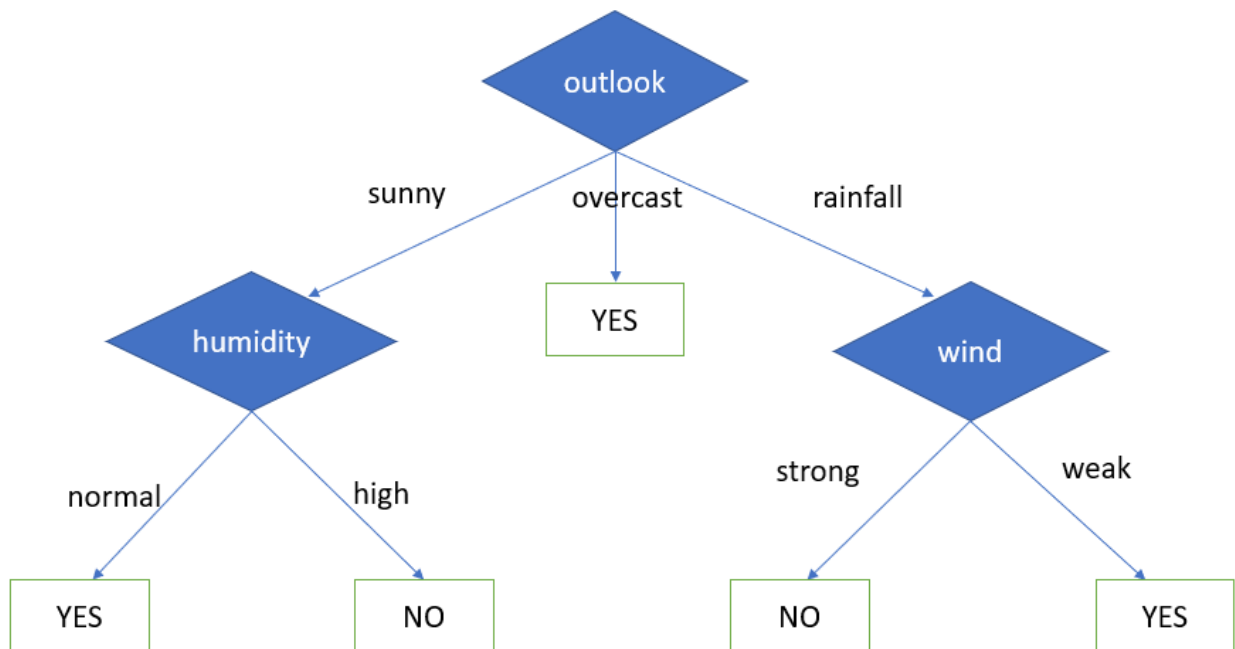 outlook
sunny
overcast
rainfall
humidity
YES
wind
normal
high
strong
weak
YES
NO
NO
YES